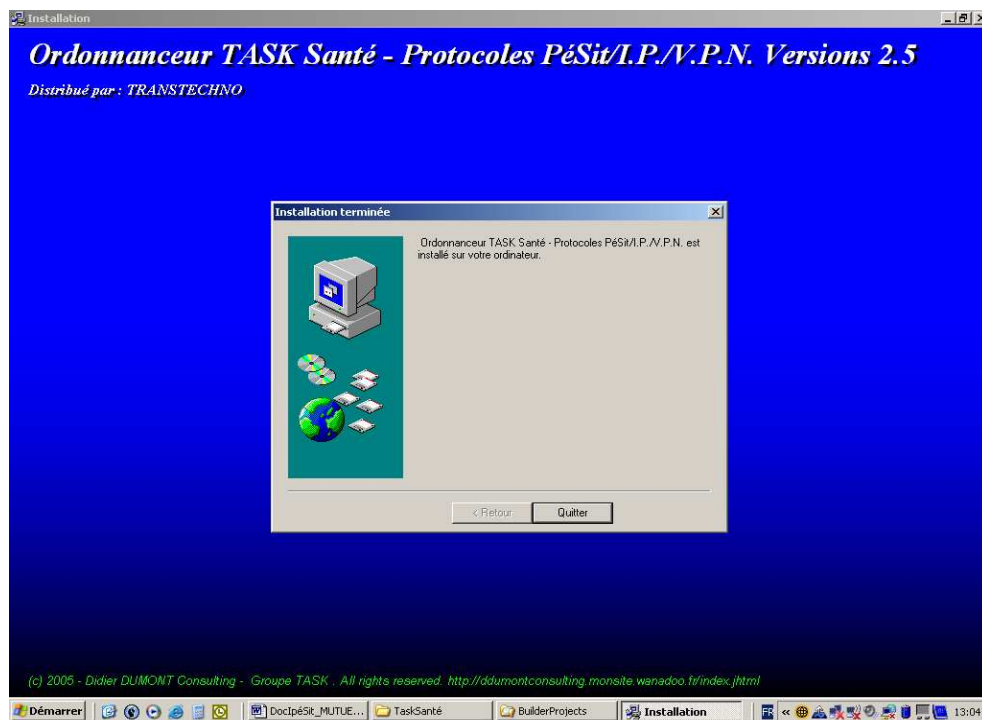 Installation
Ordonnanceur TASK Santé - Protocoles PéSit/I.P./V.P.N. Versions 2.5
Distribué par : TRANSTECHNO
Installation terminée
Ordonnanceur TASK Santé - Protocoles PéSit/I.P./V.P.N. est
installé sur votre ordinateur.
< Retour
Quitter
(c) 2005 - Didier DUMONT Consulting - Groupe TASK . All rights reserved. http://ddumontconsulting.monsite.wanadoo.fr/index.jhtml
Démarrer
DocIpéSit_MUTUE...
TaskSanté
BuilderProjects
Installation
FR
«
13:04